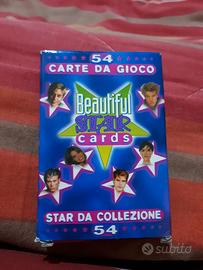 54
CARTE DA GIOCO
Beautiful
STAR
cards
STAR DA COLLEZIONE
54
subito